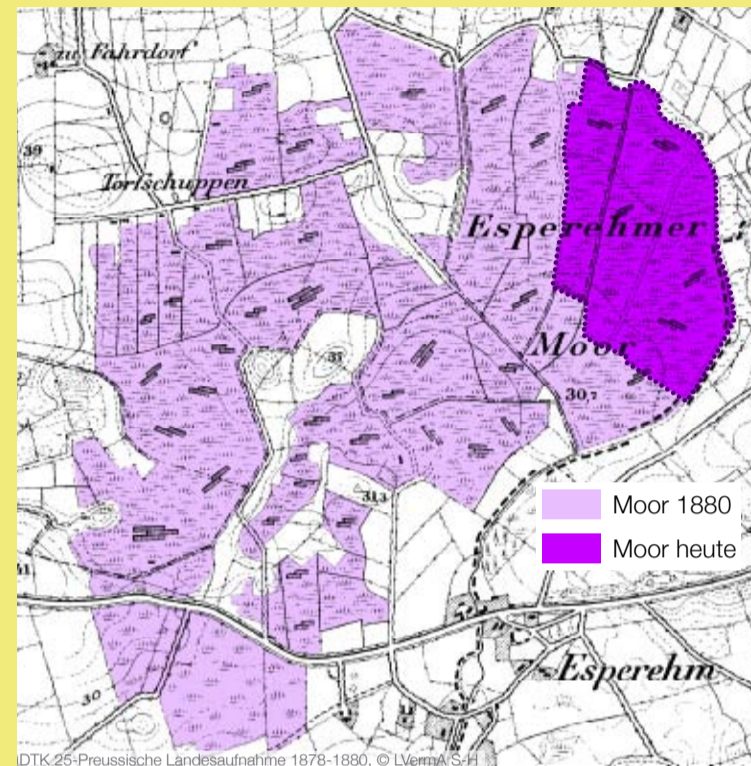 zu Fahrdorf
39
Torfschuppen
Esperehmer
Moor
31
30,7
31,3
Moor 1880
Moor heute
41
Esperehm
30
DTK 25-Preussische Landesaufnahme 1878-1880, © LVermA S-H